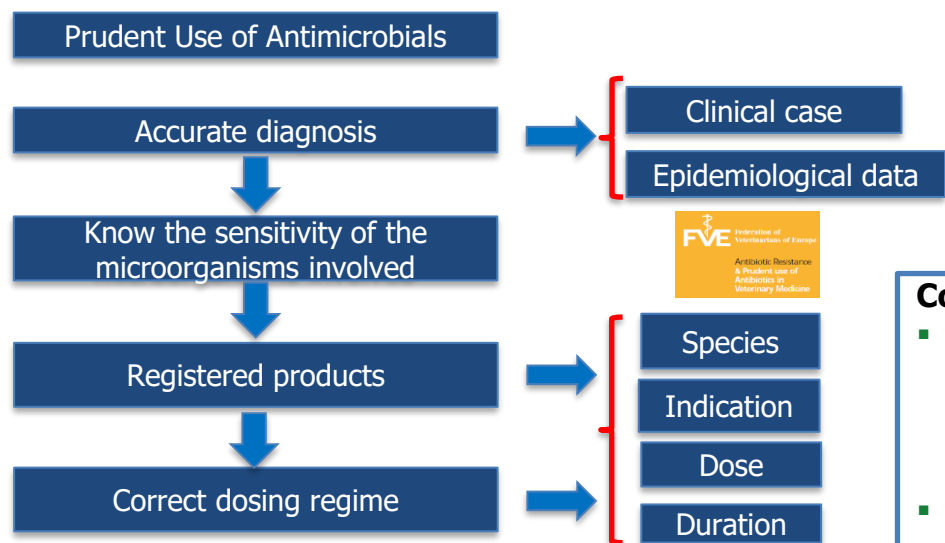 Prudent Use of Antimicrobials
Accurate diagnosis
Clinical case
Epidemiological data
Know the sensitivity of the
microorganisms involved
FVE
Federation of
Veterinarians of Europe
Antibiotic Resistance
& Prudent use of
Antibiotics in
Veterinary Medicine
Registered products
Species
Indication
Correct dosing regime
Dose
Duration